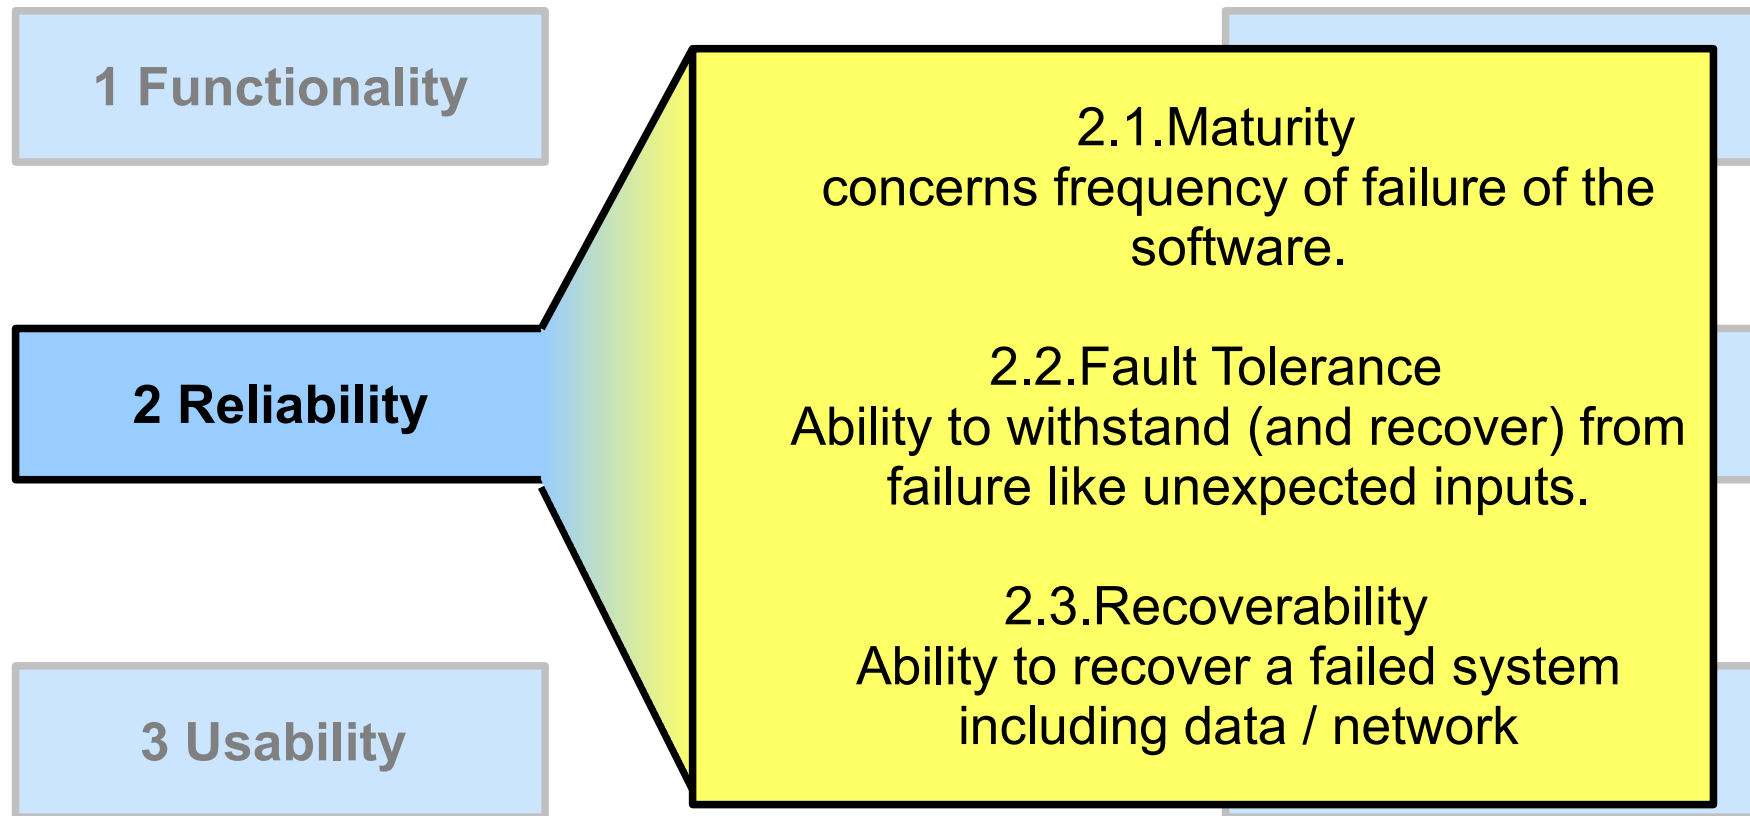 1 Functionality
2.1.Maturity
concerns frequency of failure of the
software.
2.2.Fault Tolerance
Ability to withstand (and recover) from
failure like unexpected inputs.
2.3.Recoverability
Ability to recover a failed system
including data / network
2 Reliability
3 Usability